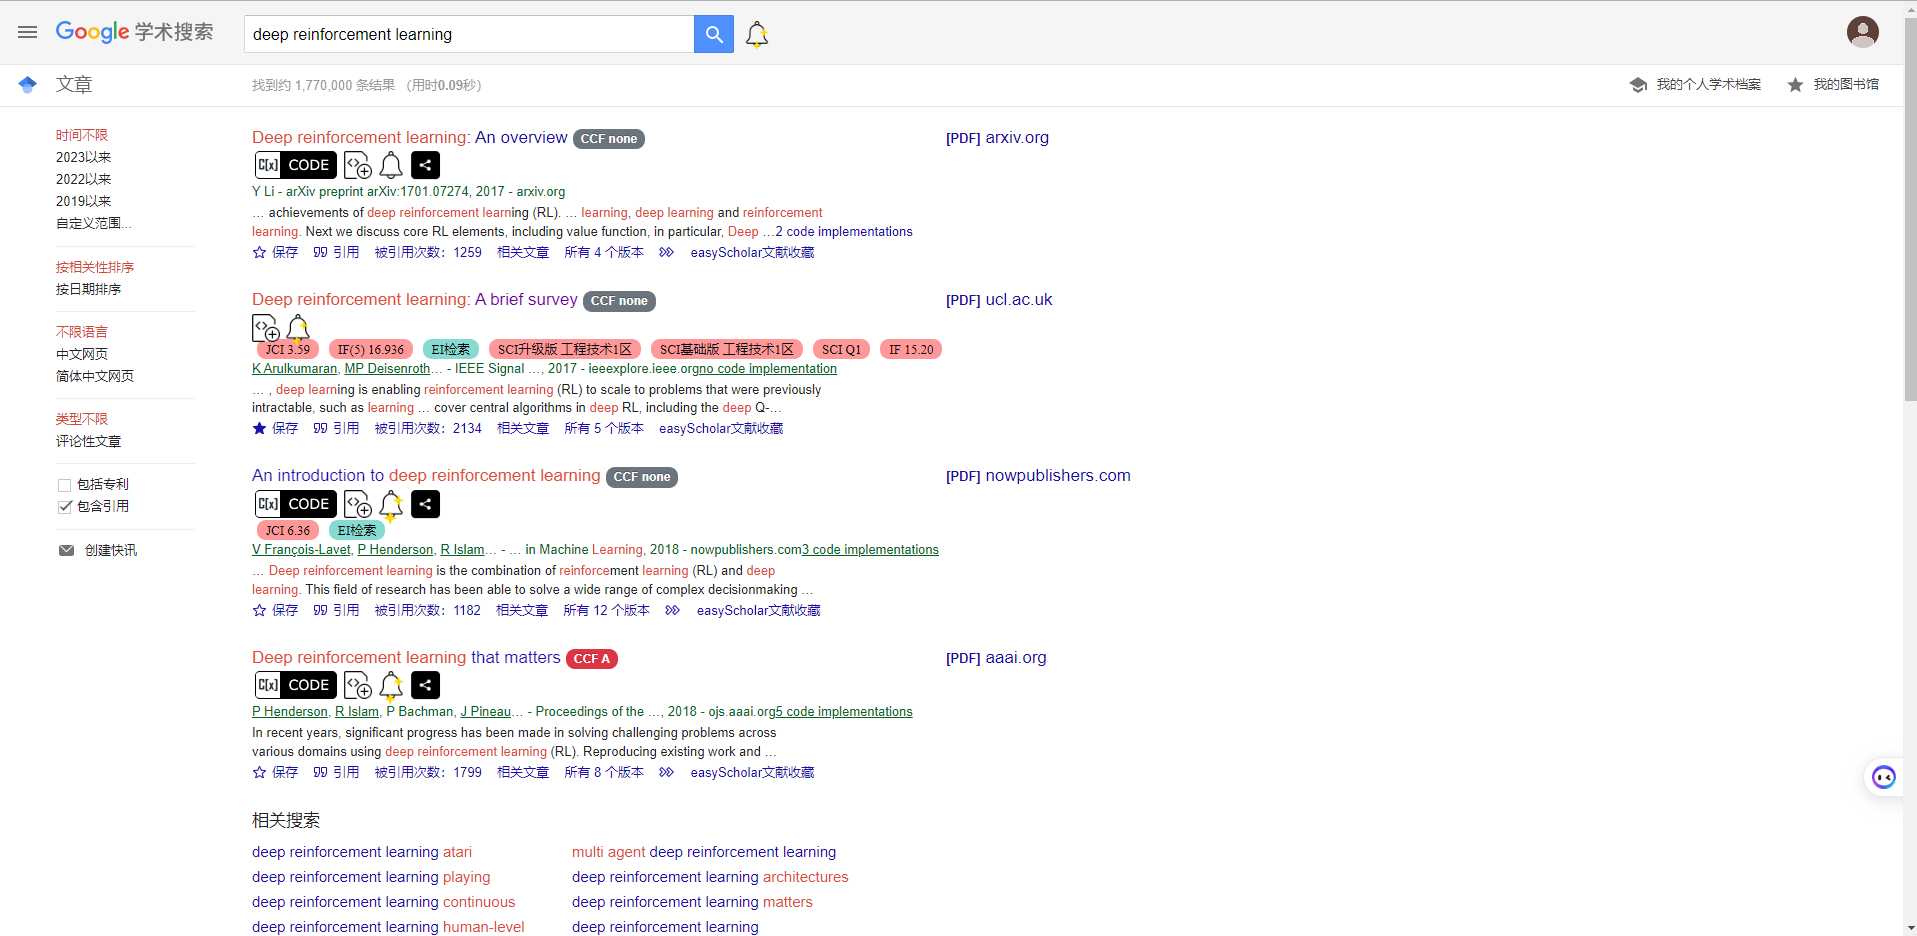 Google 学术搜索
deep reinforcement learning
文章
找到约 1,770,000 条结果 （用时0.09秒）
我的个人学术档案
我的图书馆
时间不限
2023以来
2022以来
2019以来
自定义范围...
按相关性排序
按日期排序
不限语言
中文网页
简体中文网页
类型不限
评论性文章
包括专利
包含引用
创建快讯
Deep reinforcement learning: An overview CCF none
[PDF] arxiv.org
C[x] CODE
Y Li - arXiv preprint arXiv:1701.07274, 2017 - arxiv.org
… achievements of deep reinforcement learning (RL). … learning, deep learning and reinforcement
learning. Next we discuss core RL elements, including value function, in particular, Deep …2 code implementations
保存 引用 被引用次数：1259 相关文章 所有 4 个版本 easyScholar文献收藏
Deep reinforcement learning: A brief survey CCF none
[PDF] ucl.ac.uk
JCI 3.59 IF(5) 16.936 EI检索 SCI升级版 工程技术1区 SCI基础版 工程技术1区 SCI Q1 IF 15.20
K Arulkumaran, MP Deisenroth… - IEEE Signal …, 2017 - ieeexplore.ieee.orgno code implementation
… , deep learning is enabling reinforcement learning (RL) to scale to problems that were previously
intractable, such as learning … cover central algorithms in deep RL, including the deep Q-…
保存 引用 被引用次数：2134 相关文章 所有 5 个版本 easyScholar文献收藏
An introduction to deep reinforcement learning CCF none
[PDF] nowpublishers.com
C[x] CODE
JCI 6.36 EI检索
V François-Lavet, P Henderson, R Islam… - … in Machine Learning, 2018 - nowpublishers.com3 code implementations
… Deep reinforcement learning is the combination of reinforcement learning (RL) and deep
learning. This field of research has been able to solve a wide range of complex decisionmaking …
保存 引用 被引用次数：1182 相关文章 所有 12 个版本 easyScholar文献收藏
Deep reinforcement learning that matters CCF A
[PDF] aaai.org
C[x] CODE
P Henderson, R Islam, P Bachman, J Pineau… - Proceedings of the …, 2018 - ojs.aaai.org5 code implementations
In recent years, significant progress has been made in solving challenging problems across
various domains using deep reinforcement learning (RL). Reproducing existing work and …
保存 引用 被引用次数：1799 相关文章 所有 8 个版本 easyScholar文献收藏
相关搜索
deep reinforcement learning atari
multi agent deep reinforcement learning
deep reinforcement learning playing
deep reinforcement learning architectures
deep reinforcement learning continuous
deep reinforcement learning matters
deep reinforcement learning human-level
deep reinforcement learning